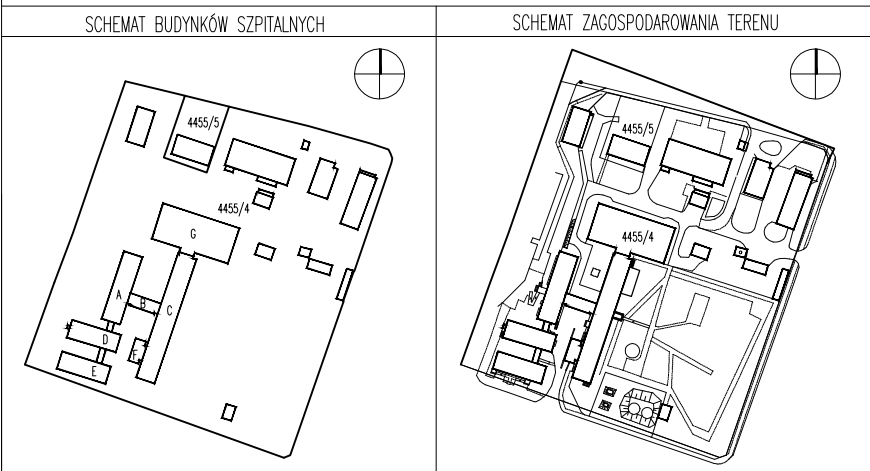 SCHEMAT BUDYNKÓW SZPITALNYCH
SCHEMAT ZAGOSPODAROWANIA TERENU
4455/5
4455/4
G
A
B
C
D
F
E
4455/5
4455/4